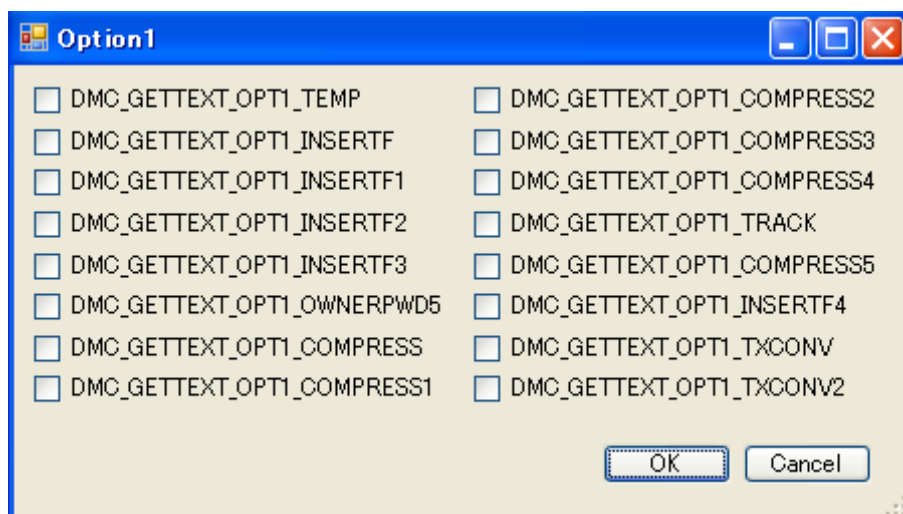 Option1
DMC_GETTEXT_OPT1_TEMP
DMC_GETTEXT_OPT1_INSERTF
DMC_GETTEXT_OPT1_INSERTF1
DMC_GETTEXT_OPT1_INSERTF2
DMC_GETTEXT_OPT1_INSERTF3
DMC_GETTEXT_OPT1_OWNERPWD5
DMC_GETTEXT_OPT1_COMPRESS
DMC_GETTEXT_OPT1_COMPRESS1
DMC_GETTEXT_OPT1_COMPRESS2
DMC_GETTEXT_OPT1_COMPRESS3
DMC_GETTEXT_OPT1_COMPRESS4
DMC_GETTEXT_OPT1_TRACK
DMC_GETTEXT_OPT1_COMPRESS5
DMC_GETTEXT_OPT1_INSERTF4
DMC_GETTEXT_OPT1_TXCONV
DMC_GETTEXT_OPT1_TXCONV2
OK
Cancel